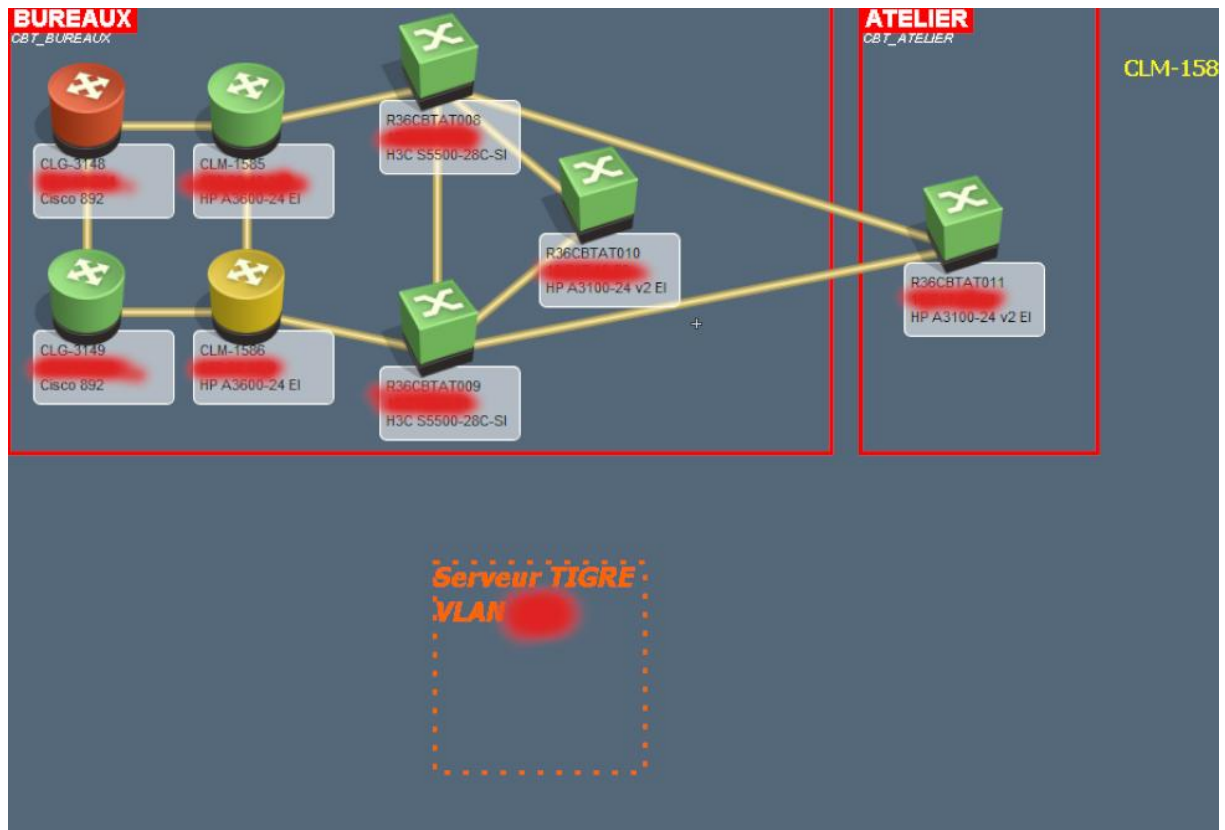 BUREAUX
CBT_BUREAUX
ATELIER
CBT_ATELIER
CLM-158
CLG-3148
Cisco 892
CLM-1585
HP A3600-24 EI
R36CBTAT008
H3C S5500-28C-SI
R36CBTAT010
HP A3100-24 v2 EI
R36CBTAT011
HP A3100-24 v2 EI
CLG-3149
Cisco 892
CLM-1586
HP A3600-24 EI
R36CBTAT009
H3C S5500-28C-SI
Serveur TIGRE
VLAN